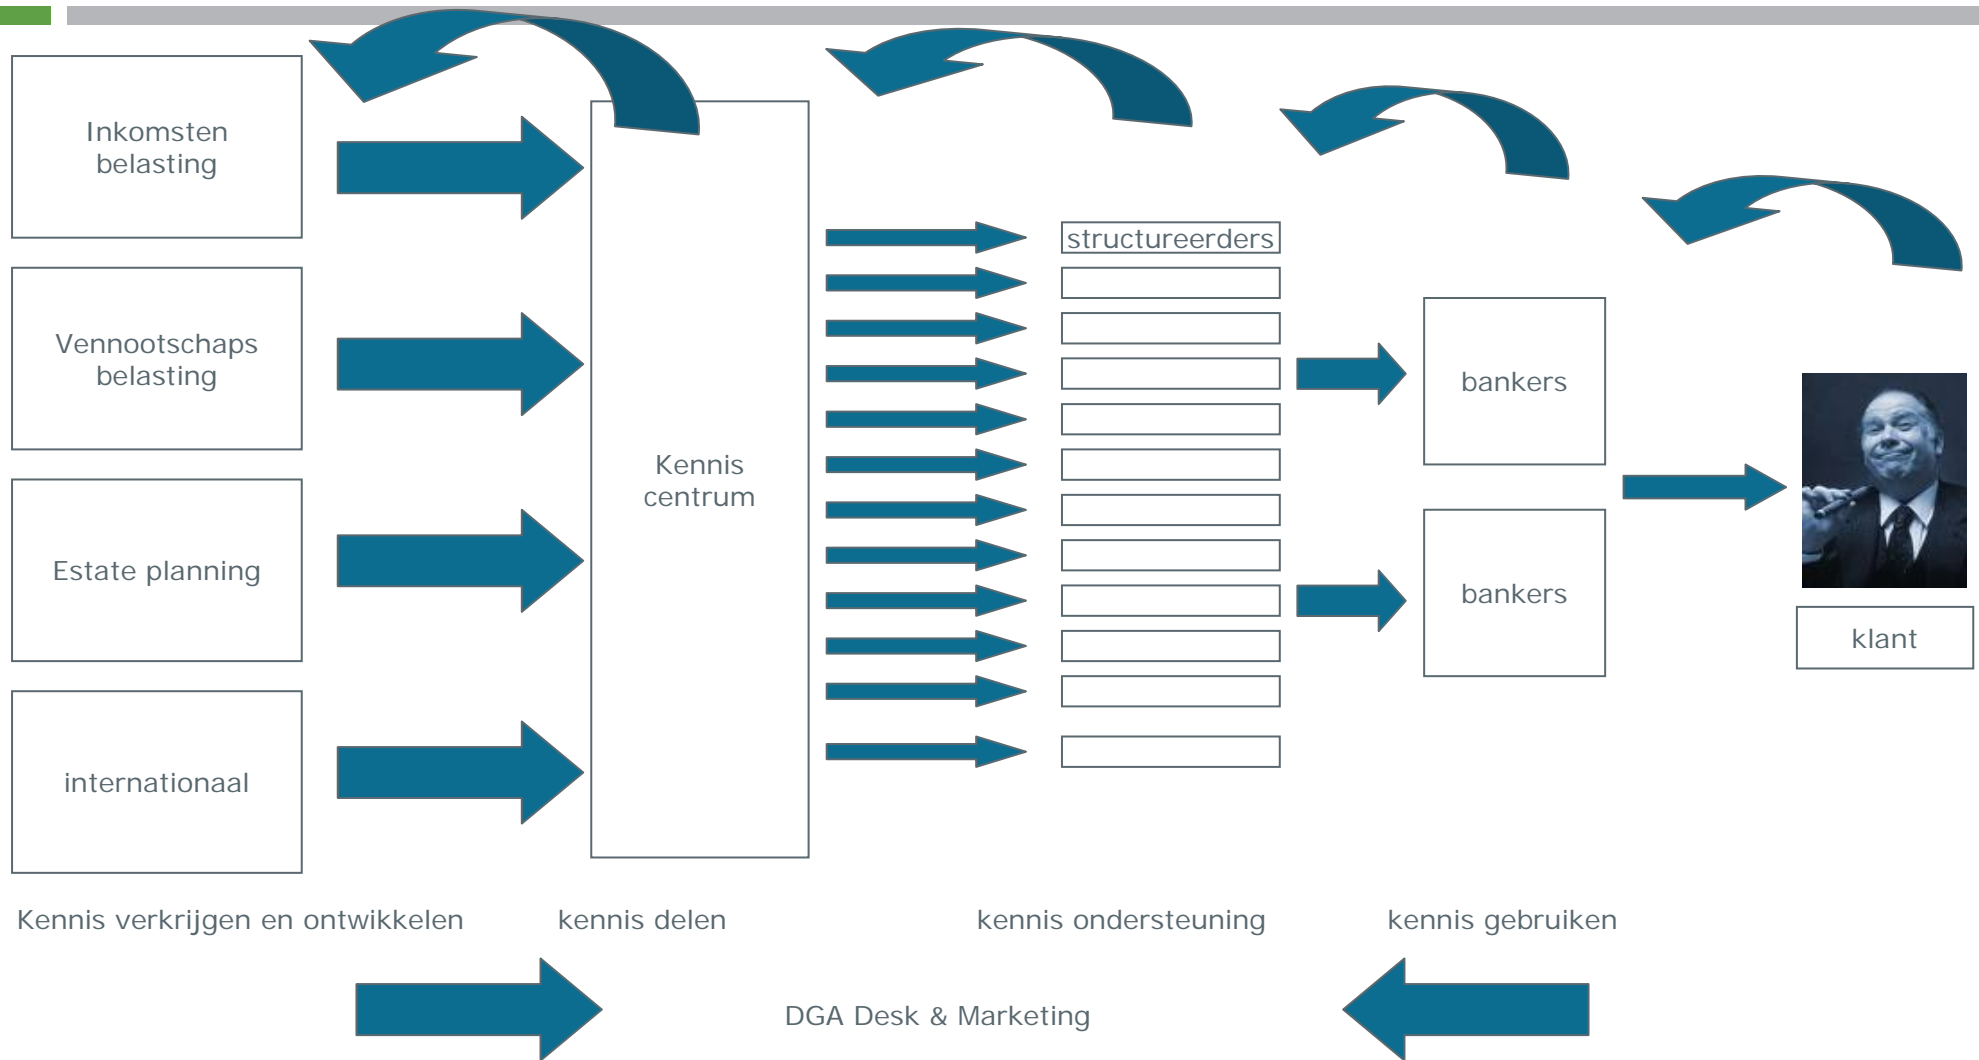 Inkomsten
belasting
Vennootschaps
belasting
Estate planning
internationaal
Kennis
centrum
structureerders
bankers
bankers
klant
Kennis verkrijgen en ontwikkelen
kennis delen
kennis ondersteuning
kennis gebruiken
DGA Desk & Marketing